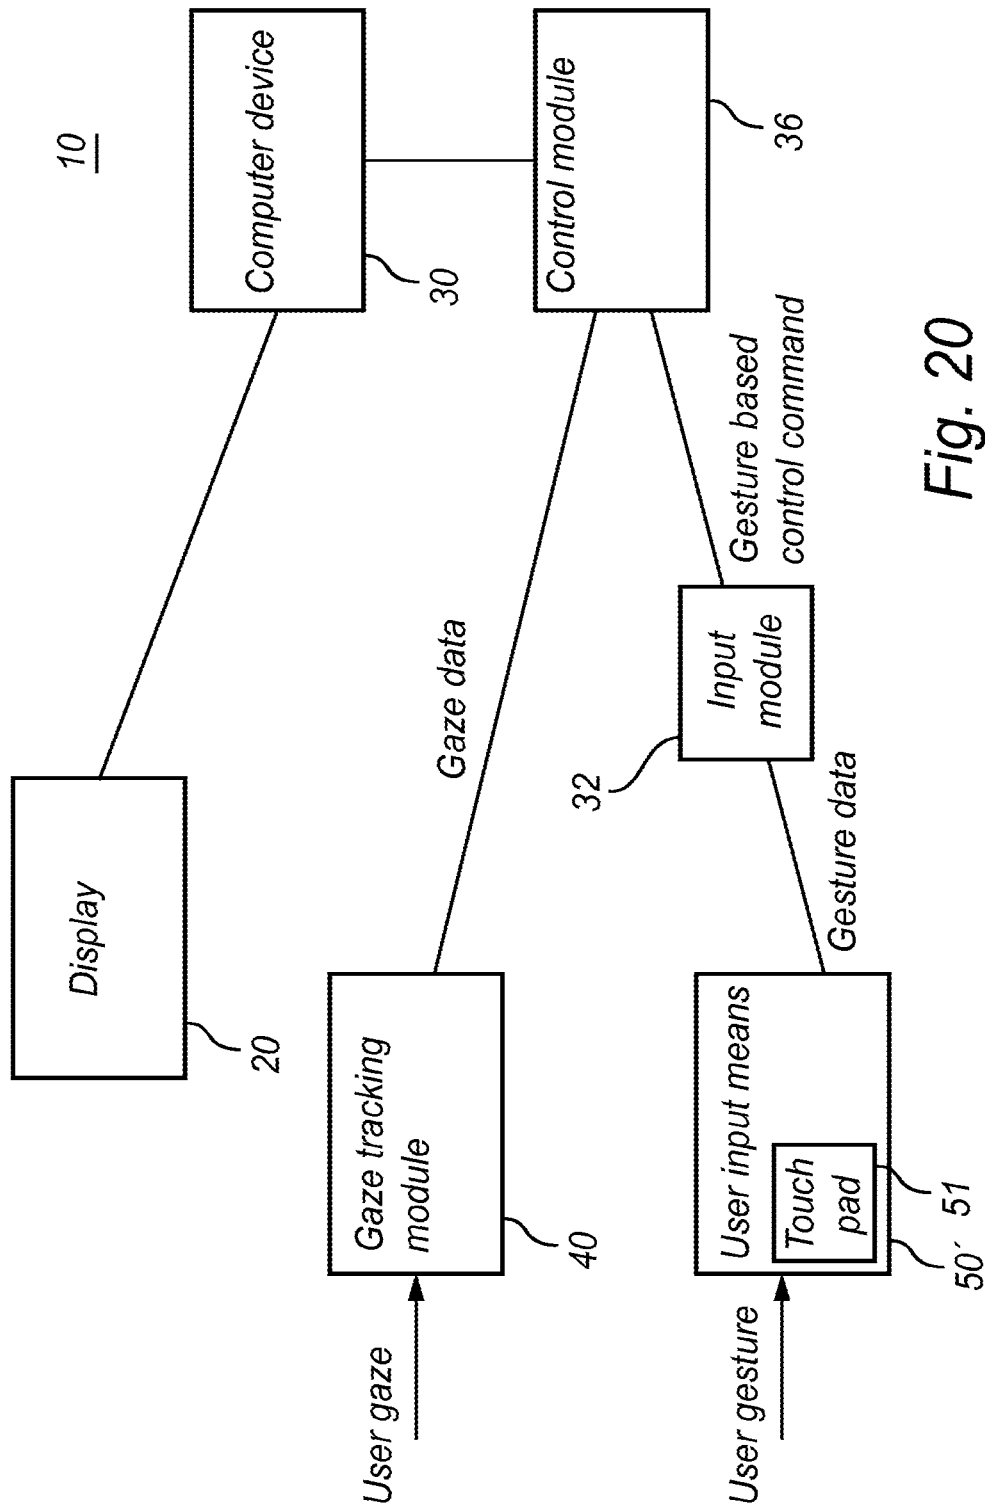 10
Display
20
Computer device
30
Gaze data
User gaze
Gaze tracking
module
40
Control module
36
32
Input
module
Gesture based
control command
User gesture
User input means
Touch
pad
51
50´
Gesture data
Fig. 20